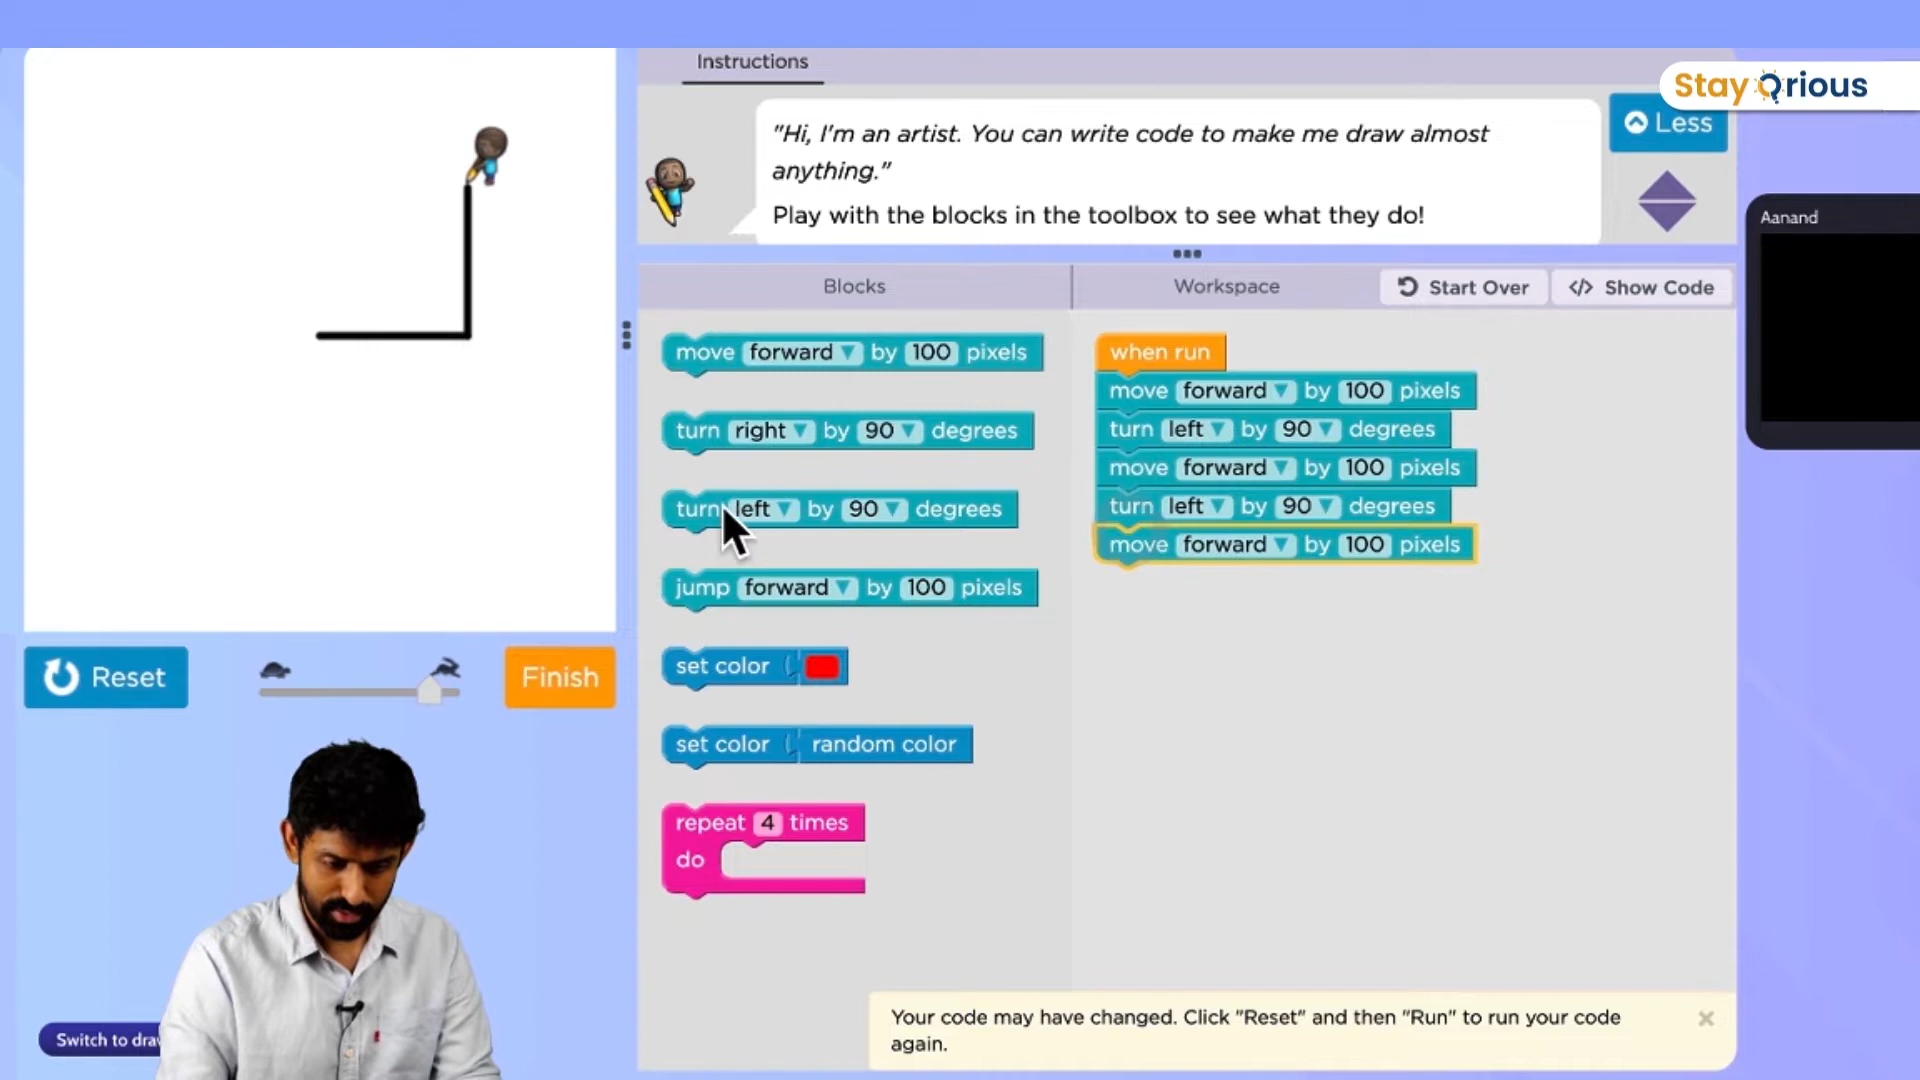 Instructions
Stay Qrious
"Hi, I'm an artist. You can write code to make me draw almost
anything."
Play with the blocks in the toolbox to see what they do!
Less
Aanand
Blocks
Workspace
Start Over
</> Show Code
move forward by 100 pixels
turn right by 90 degrees
turn left by 90 degrees
jump forward by 100 pixels
set color
set color random color
repeat 4 times
do
when run
move forward by 100 pixels
turn left by 90 degrees
move forward by 100 pixels
turn left by 90 degrees
move forward by 100 pixels
Reset
Finish
Switch to
Your code may have changed. Click "Reset" and then "Run" to run your code
again.